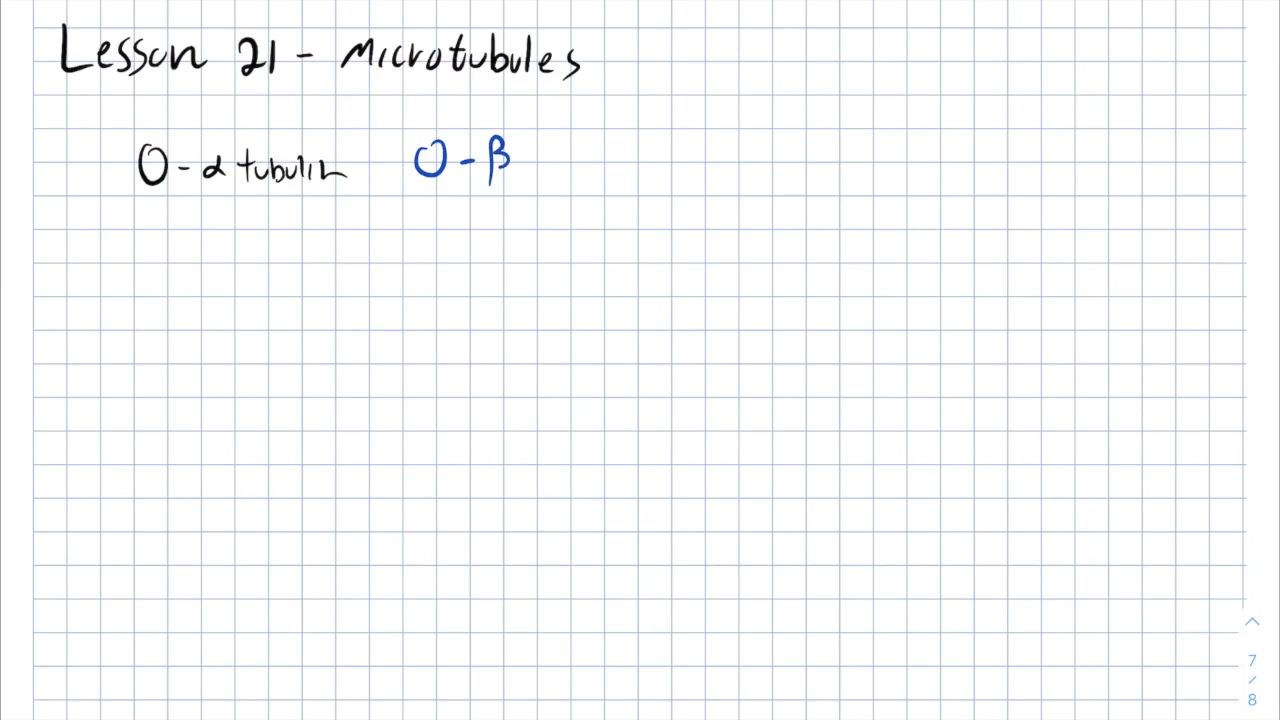 Lesson 21 - Microtubules
O - α tubulin O - β
7
/
8